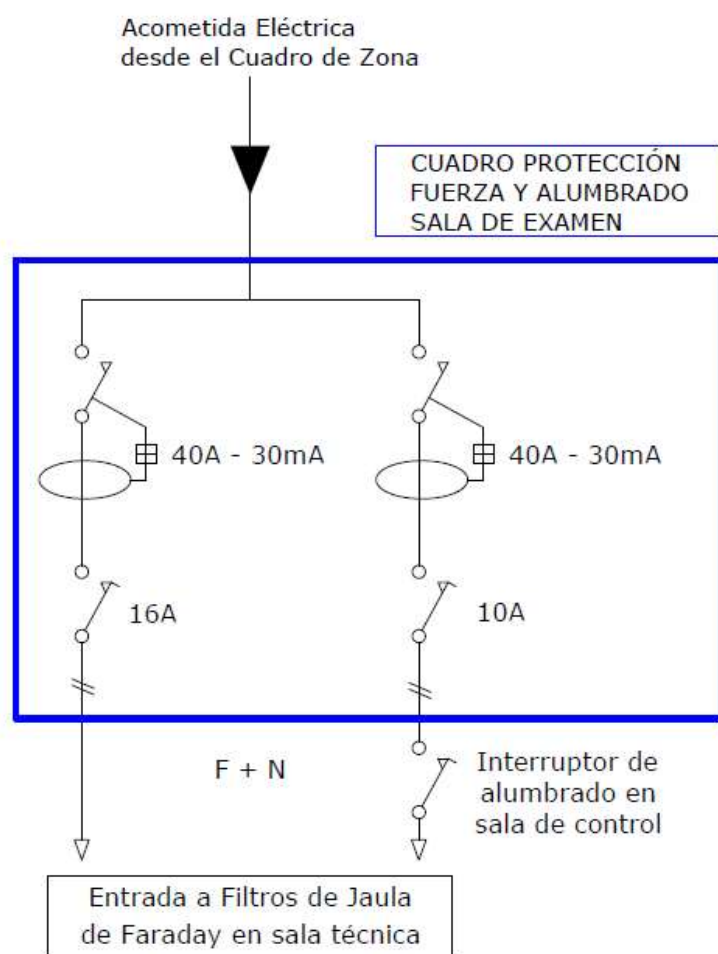 Acometida Eléctrica
desde el Cuadro de Zona
CUADRO PROTECCIÓN
FUERZA Y ALUMBRADO
SALA DE EXAMEN
40A - 30mA
40A - 30mA
16A
10A
F + N
Interruptor de
alumbrado en
sala de control
Entrada a Filtros de Jaula
de Faraday en sala técnica